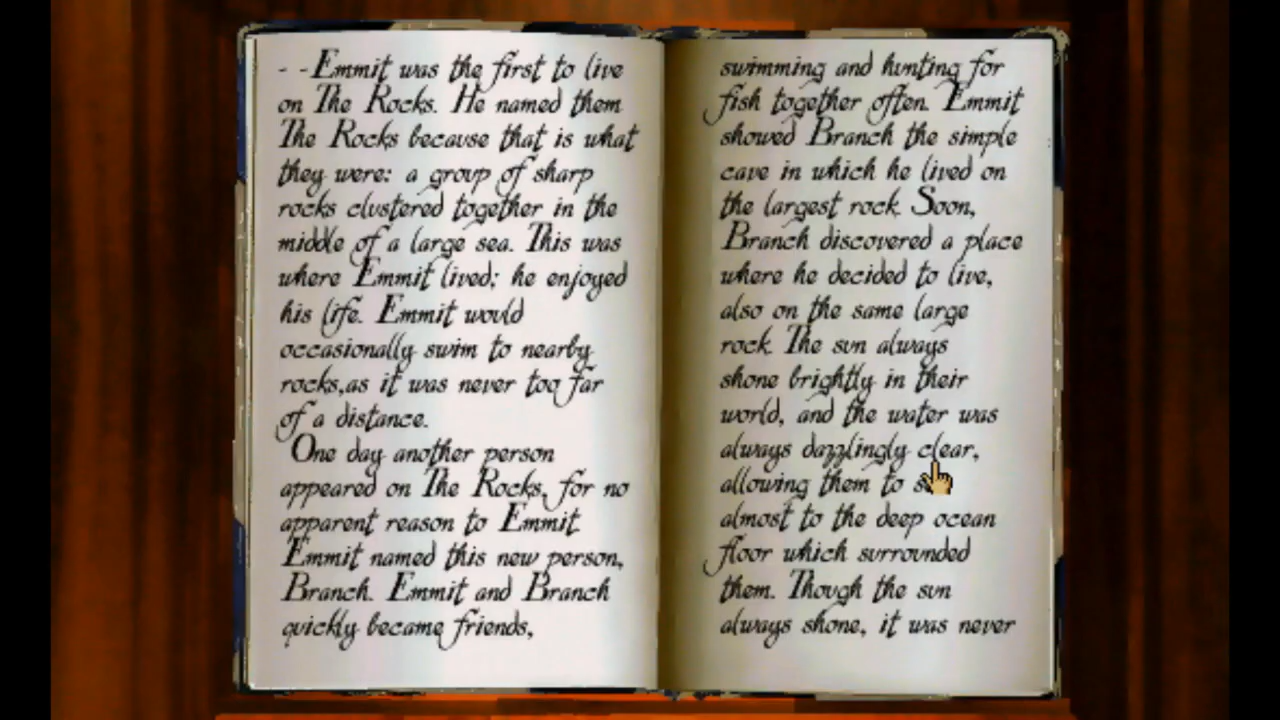 - -Emmit was the first to live
on The Rocks. He named them
The Rocks because that is what
they were: a group of sharp
rocks clustered together in the
middle of a large sea. This was
where Emmit lived; he enjoyed
his life. Emmit would
occasionally swim to nearby
rocks,as it was never too far
of a distance.
One day another person
appeared on The Rocks, for no
apparent reason to Emmit
Emmit named this new person,
Branch. Emmit and Branch
quickly became friends,
swimming and hunting for
fish together often. Emmit
showed Branch the simple
cave in which he lived on
the largest rock. Soon,
Branch discovered a place
where he decided to live,
also on the same large
rock. The sun always
shone brightly in their
world, and the water was
always dazzlingly clear,
allowing them to
almost to the deep ocean
floor which surrounded
them. Though the sun
always shone, it was never